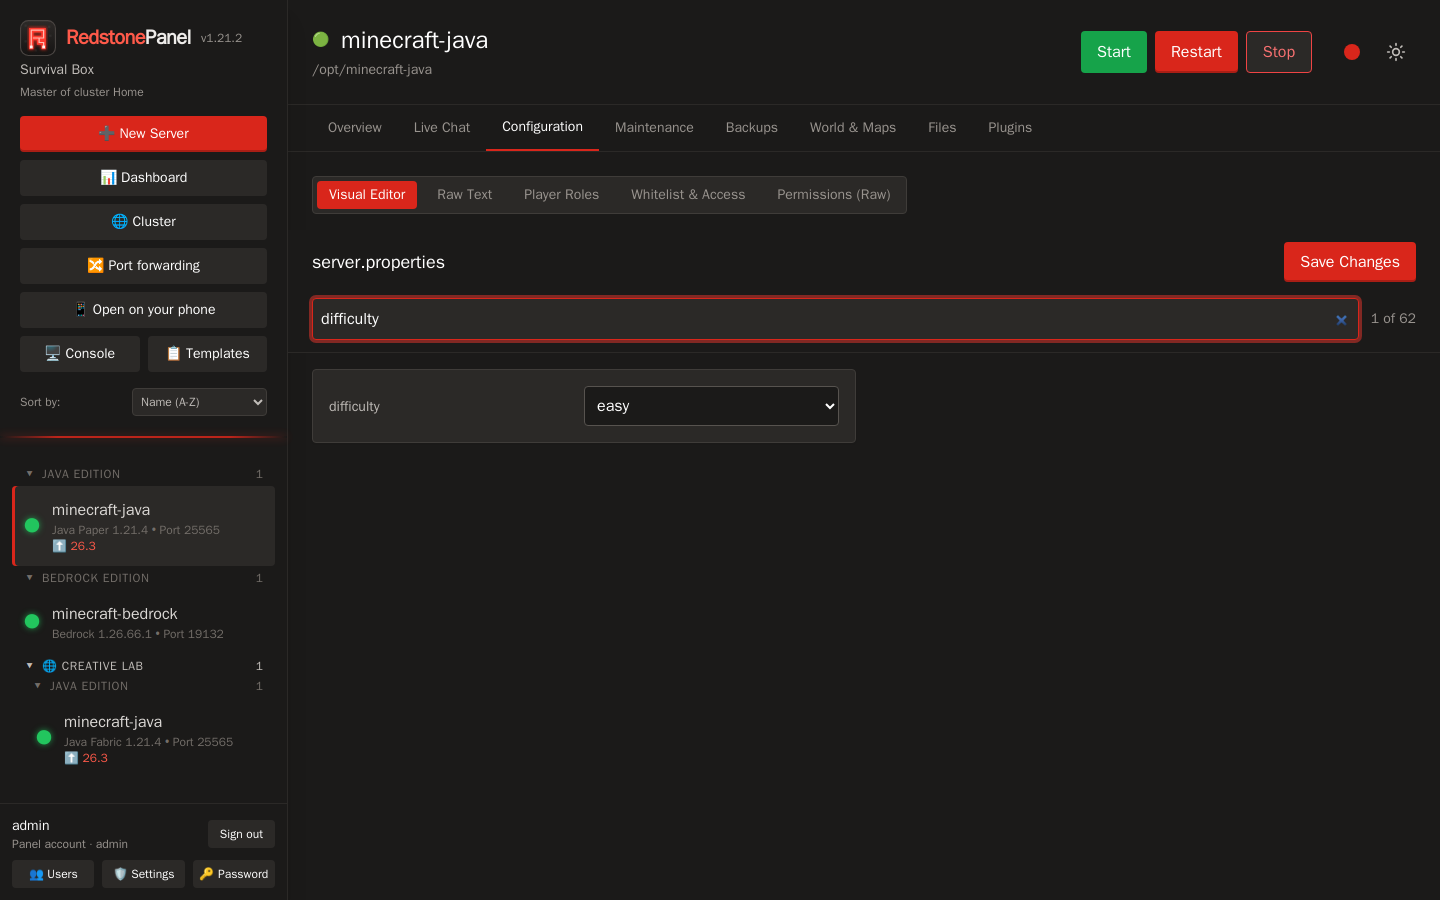 RedstonePanel v1.21.2
Survival Box
Master of cluster Home
➕ New Server
📊 Dashboard
🌐 Cluster
🔀 Port forwarding
📱 Open on your phone
🖥️ Console
📋 Templates
Sort by:
Name (A-Z)
JAVA EDITION 1
minecraft-java
Java Paper 1.21.4 • Port 25565
⬆️ 26.3
BEDROCK EDITION 1
minecraft-bedrock
Bedrock 1.26.66.1 • Port 19132
🌐 CREATIVE LAB 1
JAVA EDITION 1
minecraft-java
Java Fabric 1.21.4 • Port 25565
⬆️ 26.3
admin
Panel account · admin
Sign out
👥 Users
🛡️ Settings
🔑 Password
minecraft-java
/opt/minecraft-java
Start
Restart
Stop
Overview
Live Chat
Configuration
Maintenance
Backups
World & Maps
Files
Plugins
Visual Editor
Raw Text
Player Roles
Whitelist & Access
Permissions (Raw)
server.properties
Save Changes
difficulty
1 of 62
difficulty
easy